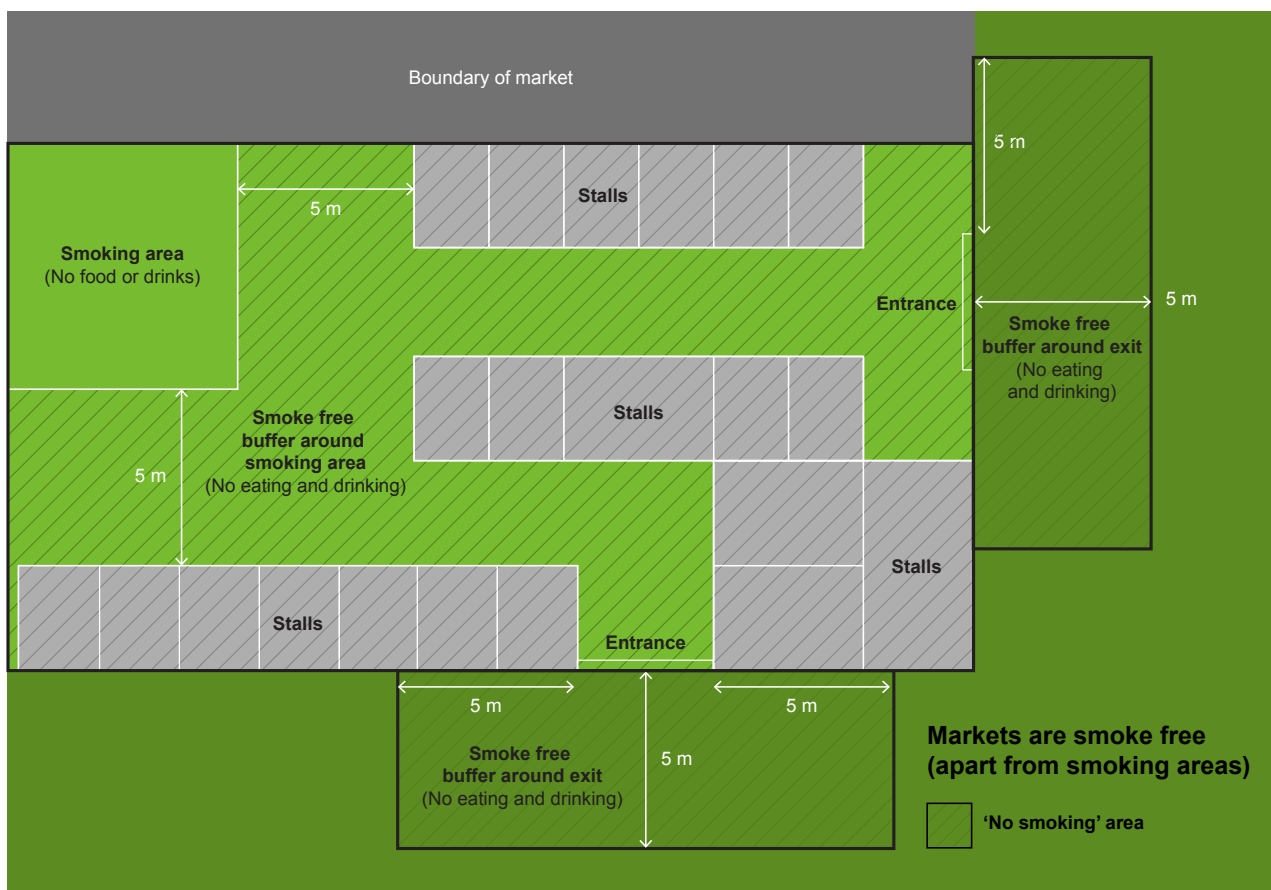 Boundary of market
5 m
Stalls
5 m
Smoking area
(No food or drinks)
Entrance
5 m
Smoke free
buffer around exit
(No eating
and drinking)
Stalls
Smoke free
buffer around
smoking area
(No eating and drinking)
5 m
Stalls
Stalls
Entrance
5 m
5 m
Smoke free
buffer around exit
(No eating and drinking)
5 m
Markets are smoke free
(apart from smoking areas)
‘No smoking’ area